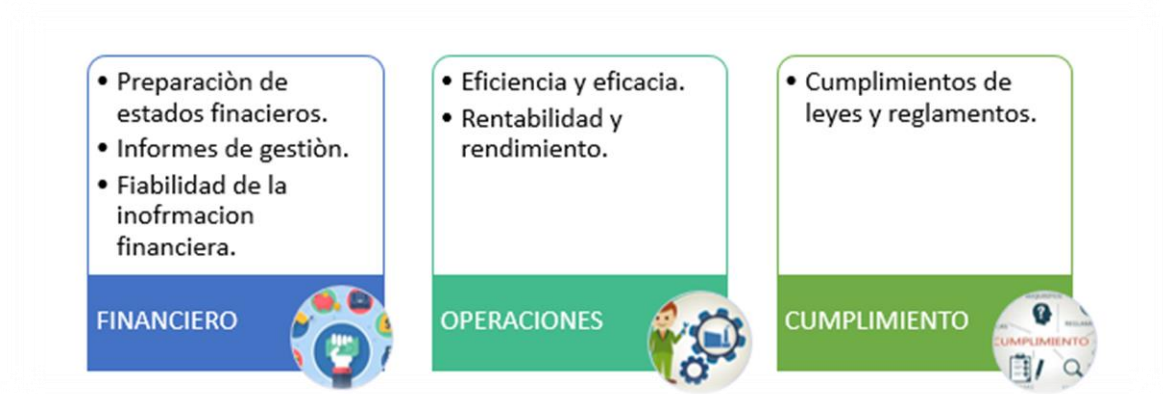 • Preparaciòn de
estados finacieros.
• Informes de gestiòn.
• Fiabilidad de la
inofrmacion
financiera.
FINANCIERO
• Eficiencia y eficacia.
• Rentabilidad y
rendimiento.
OPERACIONES
• Cumplimientos de
leyes y reglamentos.
CUMPLIMIENTO
CUMPLIMIENTO